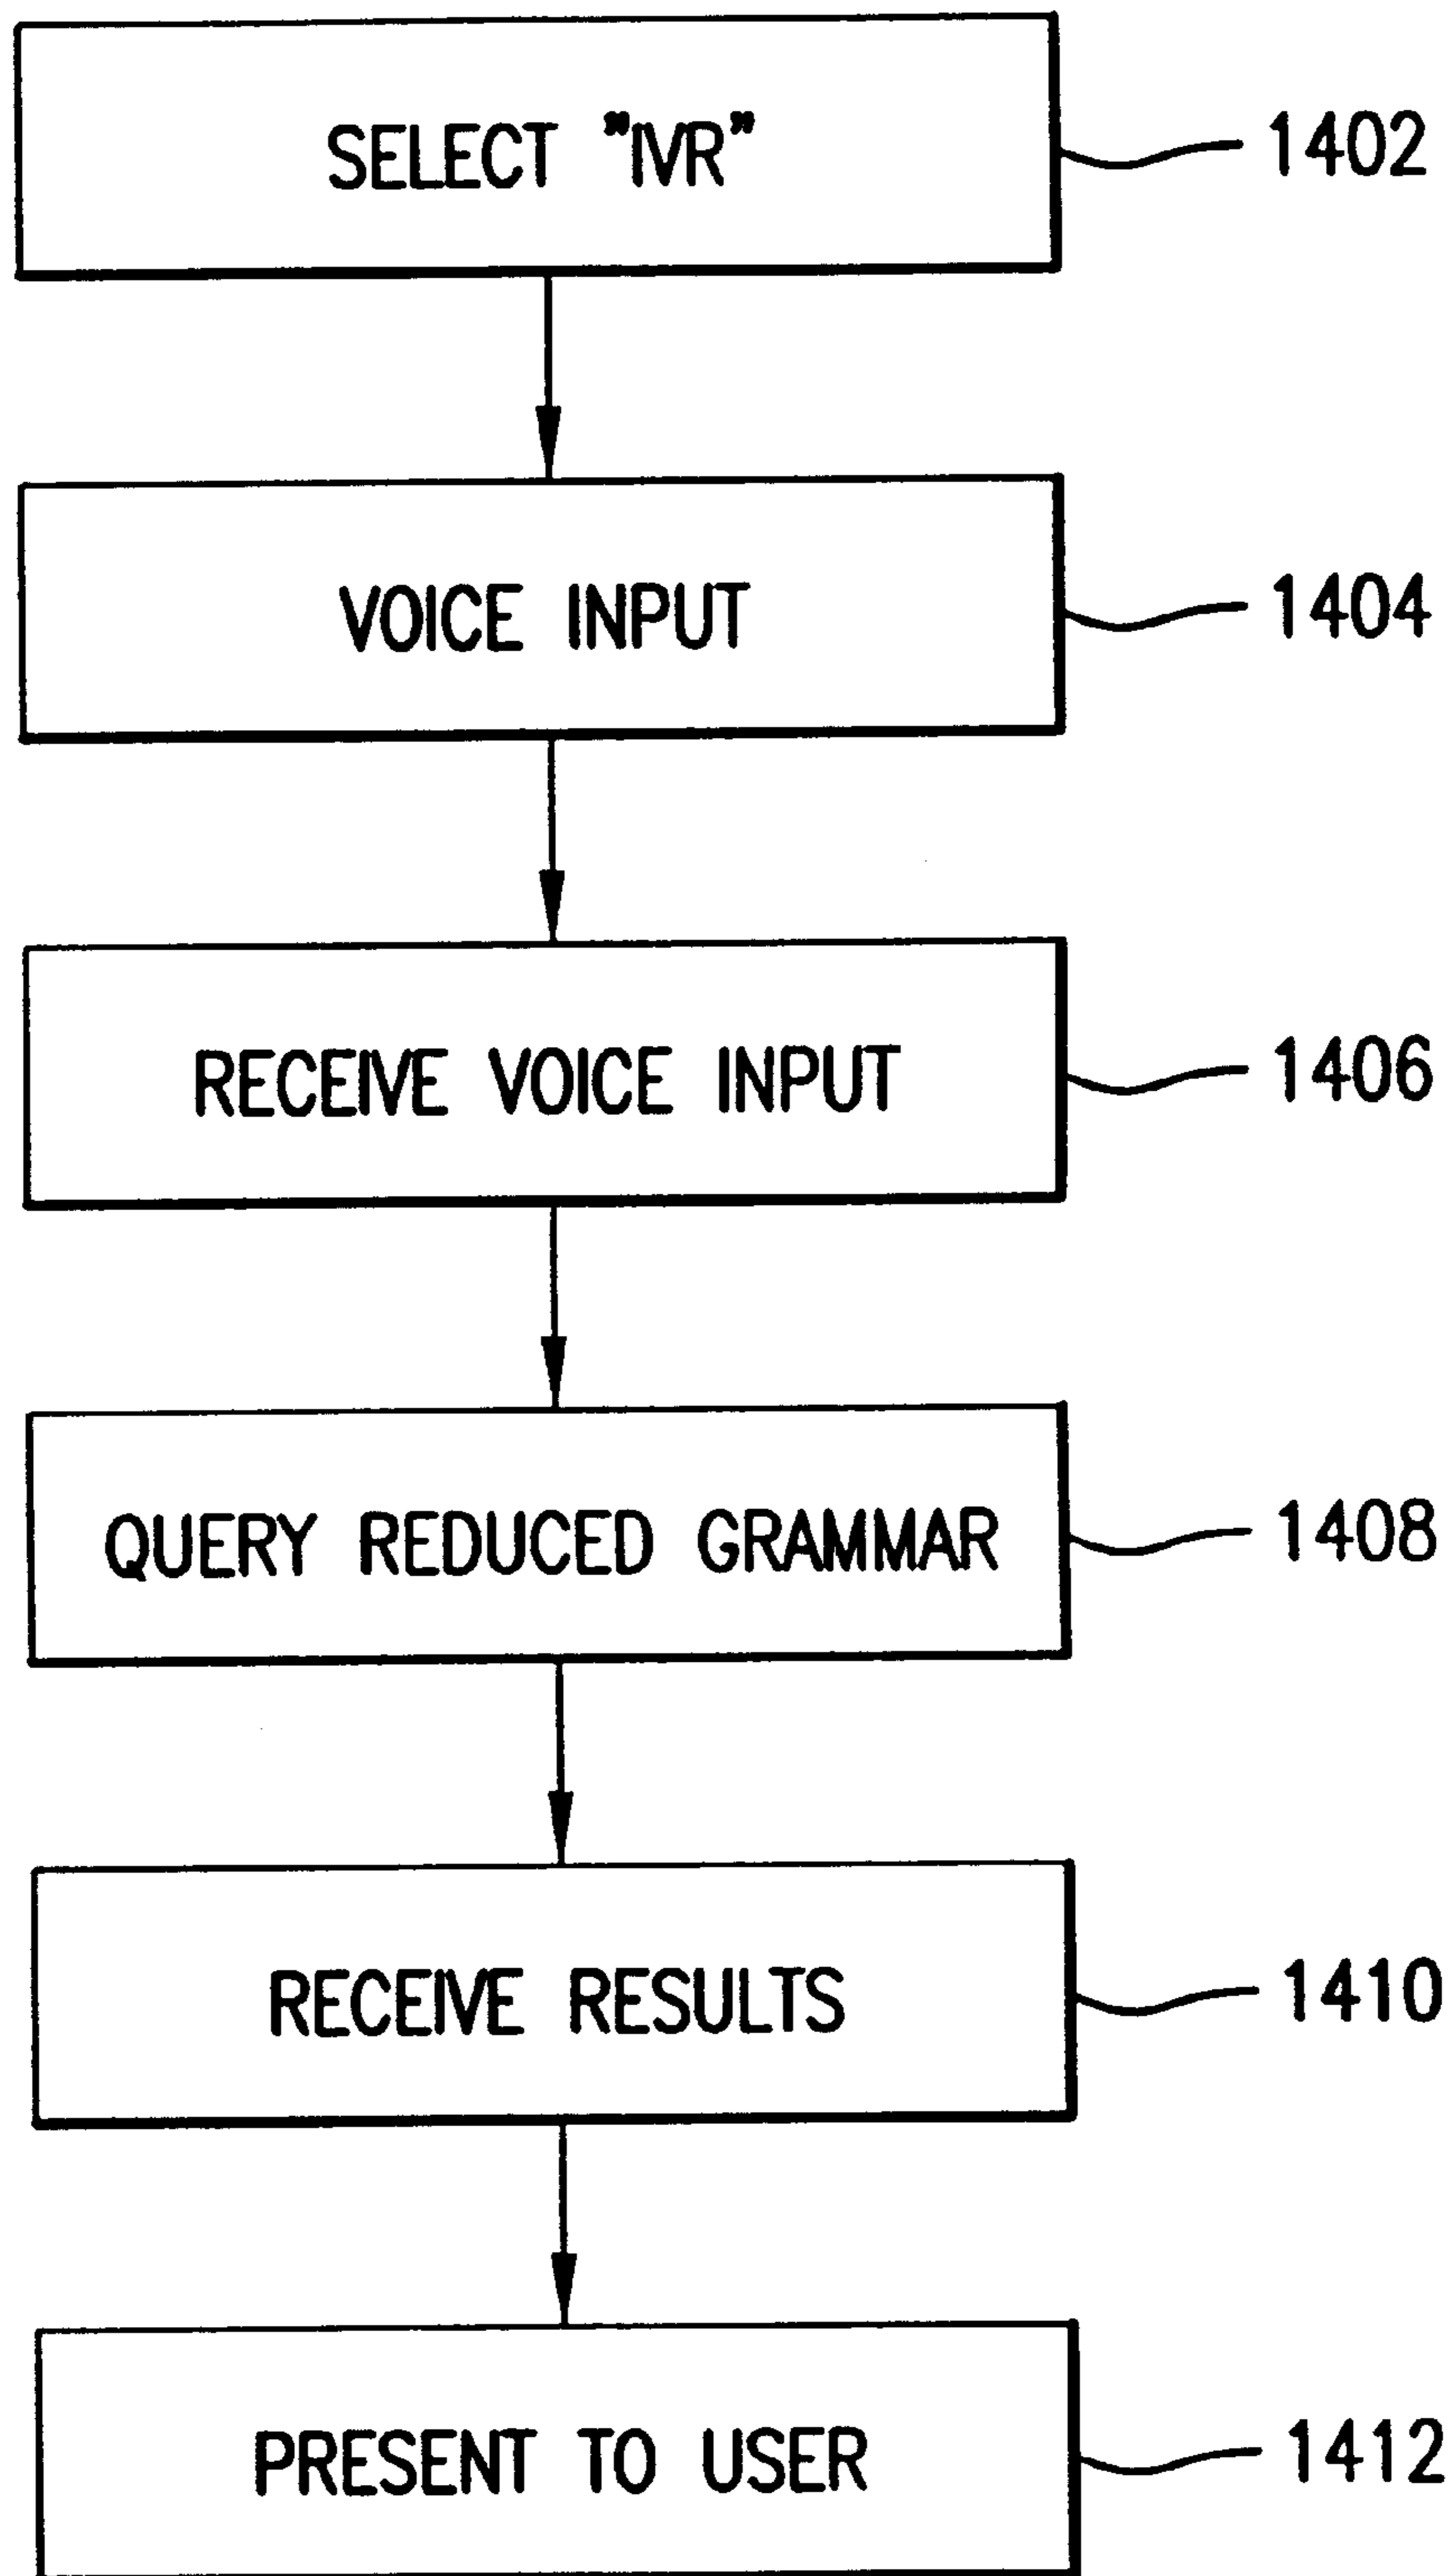 SELECT "IVR"
1402
VOICE INPUT
1404
RECEIVE VOICE INPUT
1406
QUERY REDUCED GRAMMAR
1408
RECEIVE RESULTS
1410
PRESENT TO USER
1412